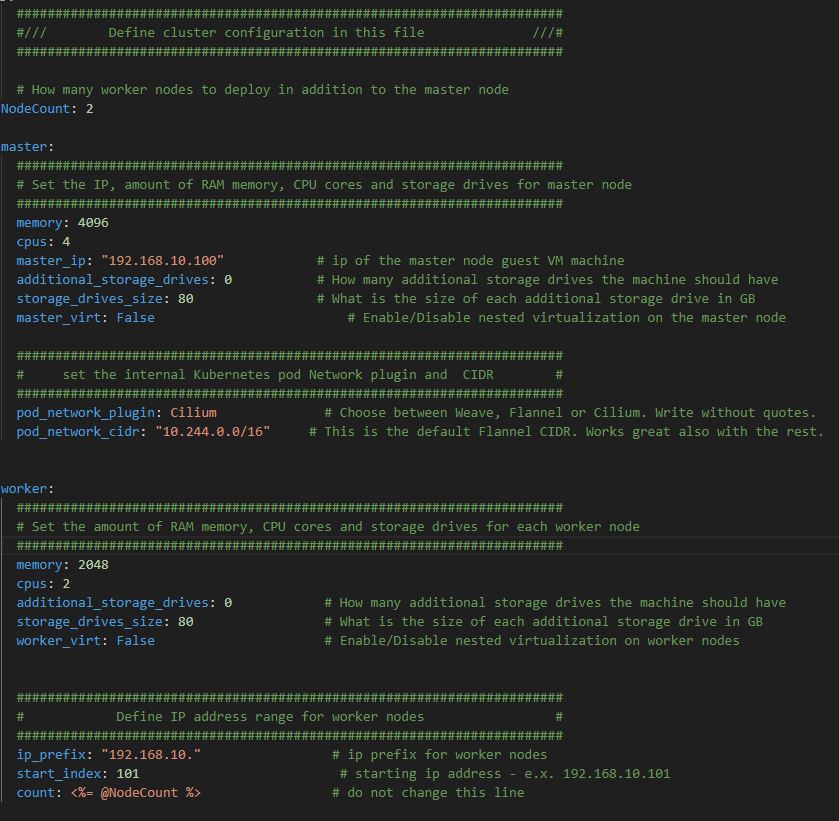 #######################################################################
#///        Define cluster configuration in this file              ///#
#######################################################################
# How many worker nodes to deploy in addition to the master node
NodeCount: 2
master:
#######################################################################
# Set the IP, amount of RAM memory, CPU cores and storage drives for master node
#######################################################################
memory: 4096
cpus: 4
master_ip: "192.168.10.100"            # ip of the master node guest VM machine
additional_storage_drives: 0           # How many additional storage drives the machine should have
storage_drives_size: 80                # What is the size of each additional storage drive in GB
master_virt: False                         # Enable/Disable nested virtualization on the master node
#######################################################################
#     set the internal Kubernetes pod Network plugin and  CIDR        #
#######################################################################
pod_network_plugin: Cilium              # Choose between Weave, Flannel or Cilium. Write without quotes.
pod_network_cidr: "10.244.0.0/16"     # This is the default Flannel CIDR. Works great also with the rest.
worker:
#######################################################################
# Set the amount of RAM memory, CPU cores and storage drives for each worker node
#######################################################################
memory: 2048
cpus: 2
additional_storage_drives: 0            # How many additional storage drives the machine should have
storage_drives_size: 80                 # What is the size of each additional storage drive in GB
worker_virt: False                      # Enable/Disable nested virtualization on worker nodes
#######################################################################
#            Define IP address range for worker nodes                 #
#######################################################################
ip_prefix: "192.168.10."                 # ip prefix for worker nodes
start_index: 101                          # starting ip address - e.x. 192.168.10.101
count: <%= @NodeCount %>                 # do not change this line